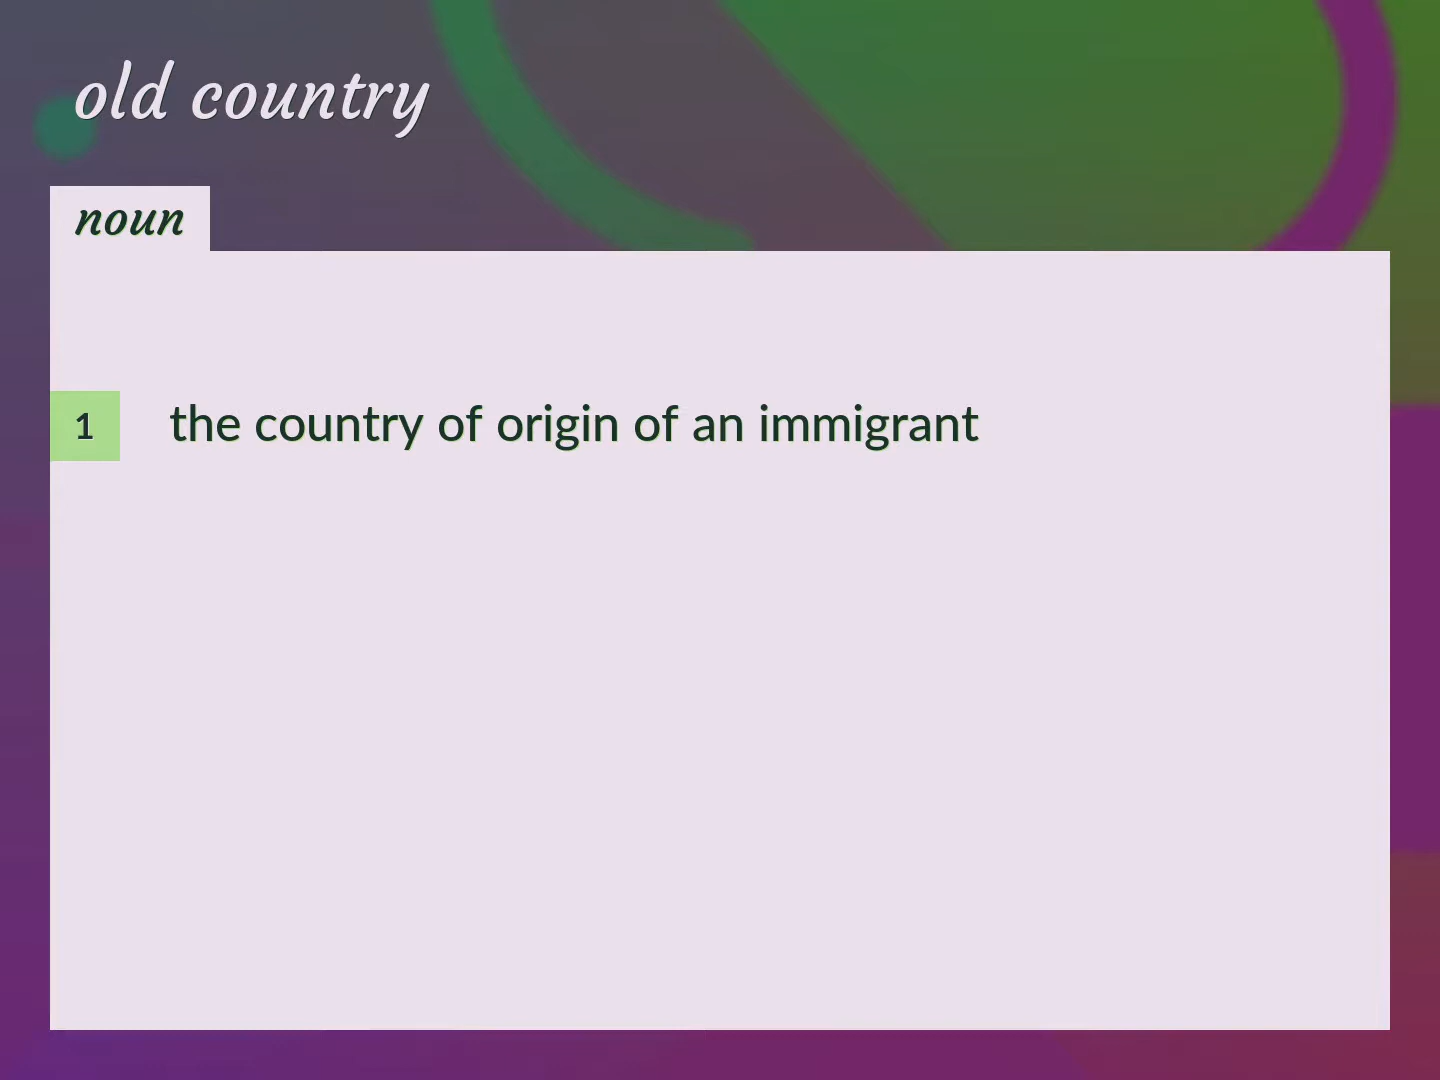 old country
noun
1 the country of origin of an immigrant